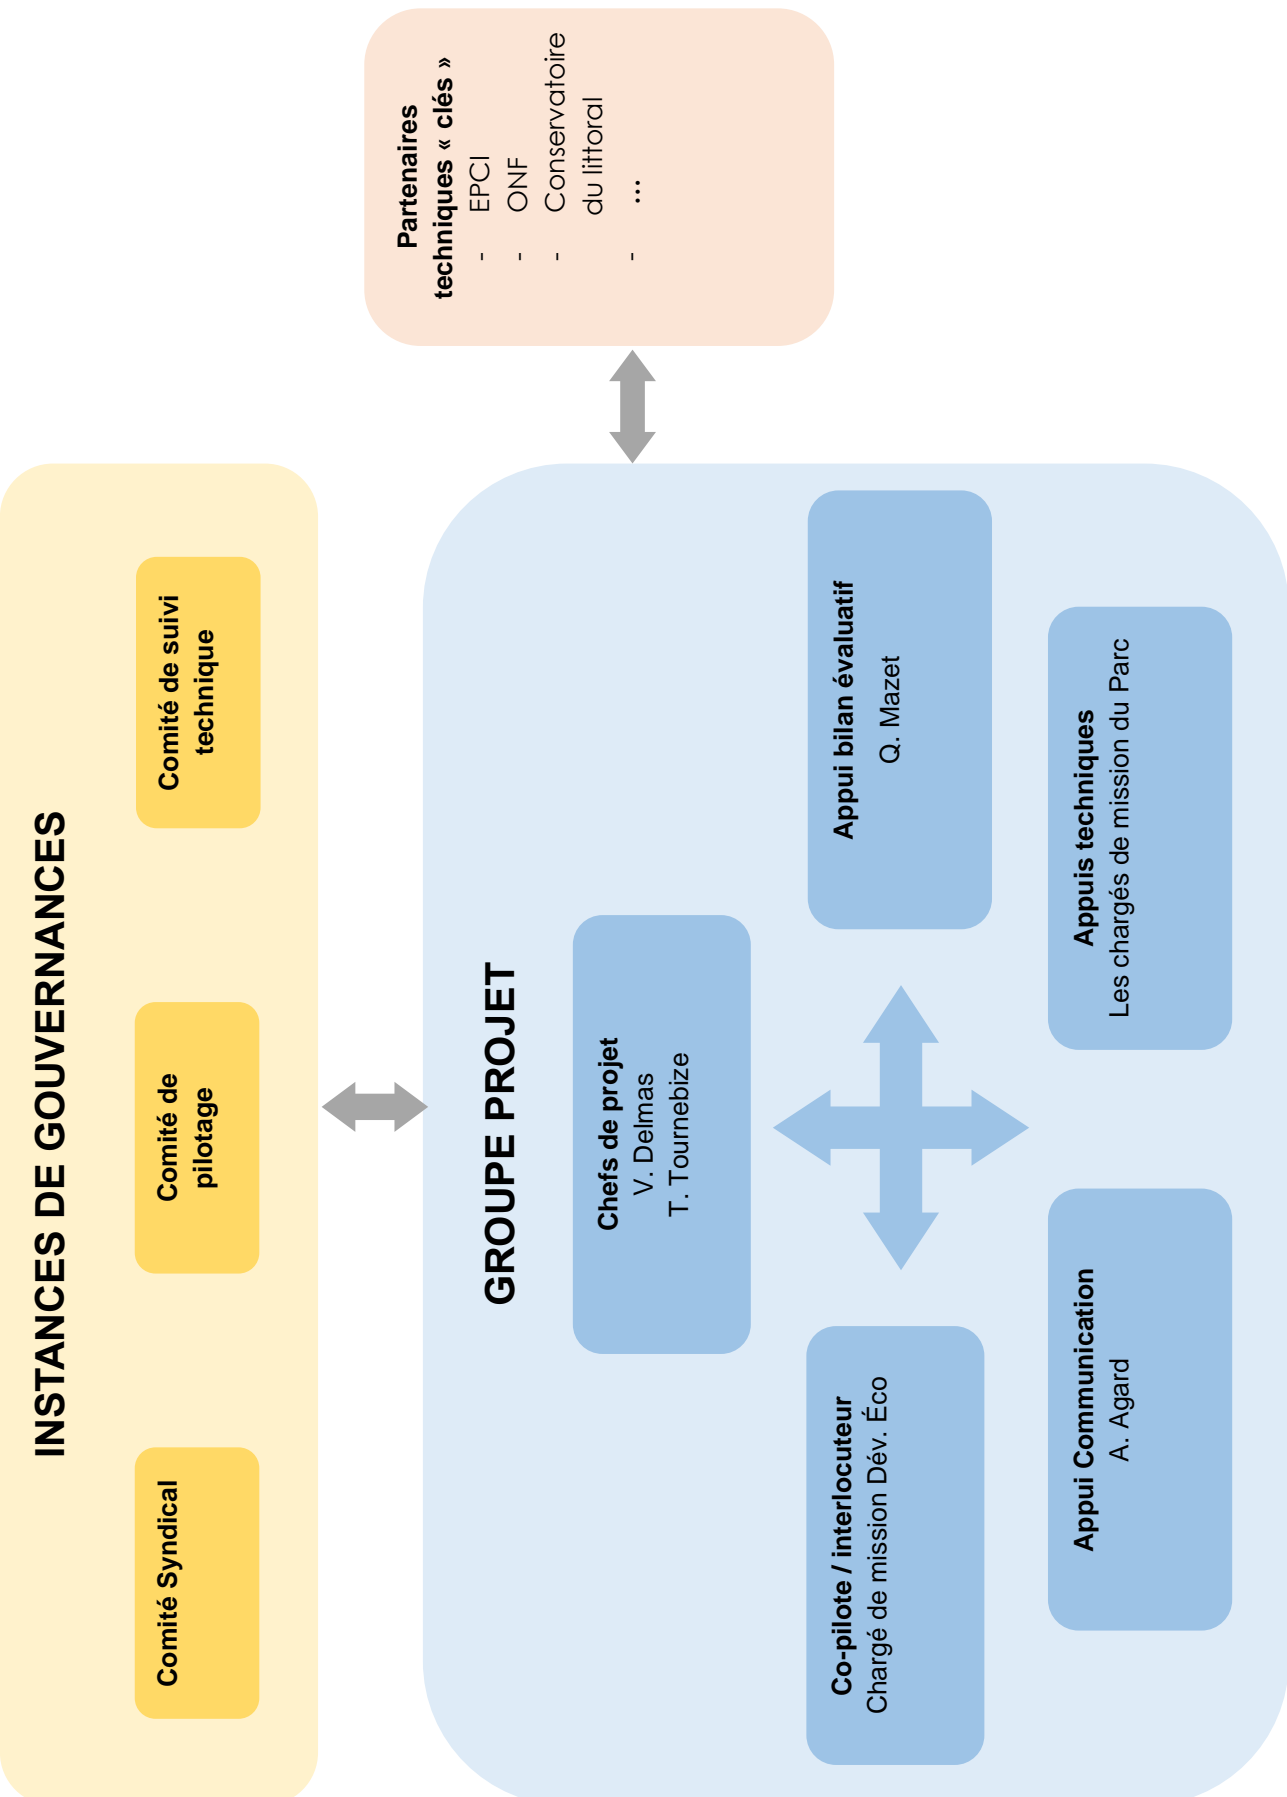 INSTANCES DE GOUVERNANCES
Comité Syndical
Comité de
pilotage
Comité de suivi
technique
GROUPE PROJET
Chefs de projet
V. Delmas
T. Tournebize
Co-pilote / interlocuteur
Chargé de mission Dév. Éco
Appui bilan évaluatif
Q. Mazet
Appui Communication
A. Agard
Appuis techniques
Les chargés de mission du Parc
Partenaires
techniques « clés »
- EPCI
- ONF
- Conservatoire
du littoral
- ...